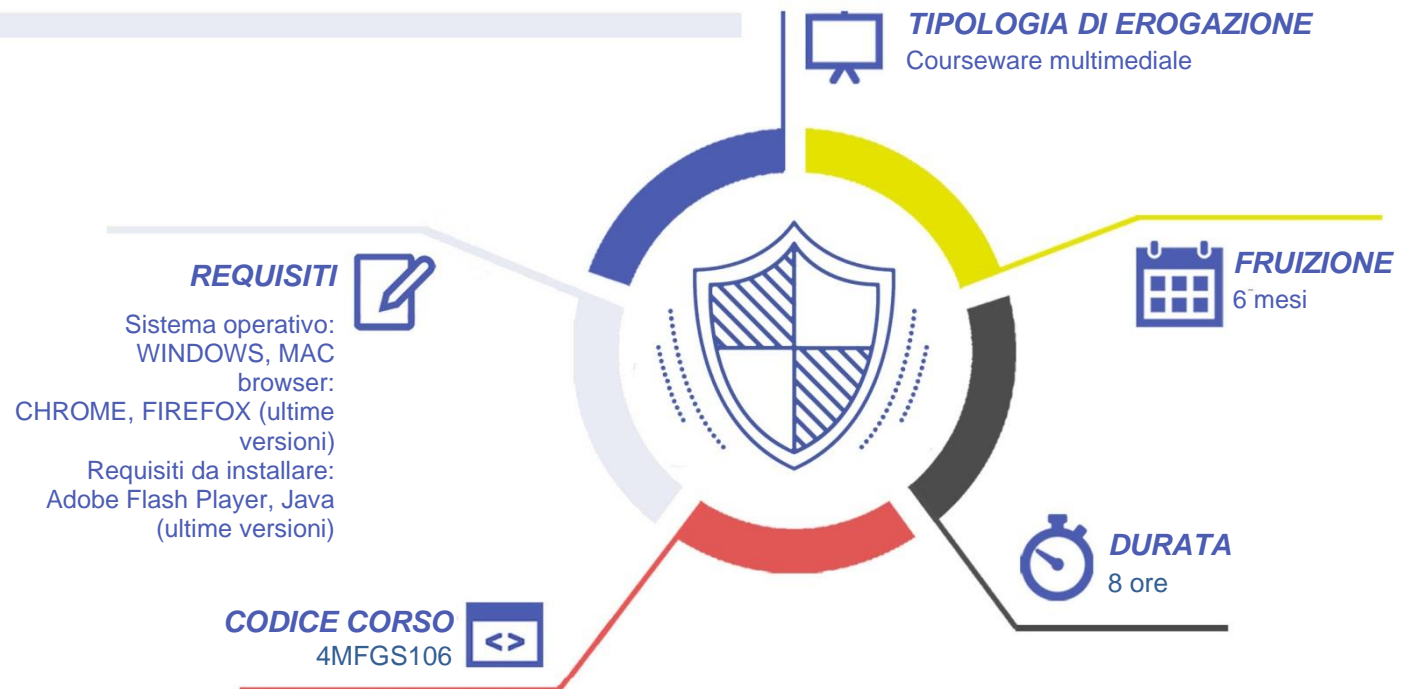 TIPOLOGIA DI EROGAZIONE
Courseware multimediale
REQUISITI
Sistema operativo:
WINDOWS, MAC
browser:
CHROME, FIREFOX (ultime
versioni)
Requisiti da installare:
Adobe Flash Player, Java
(ultime versioni)
FRUIZIONE
6 mesi
DURATA
8 ore
CODICE CORSO
4MFGS106